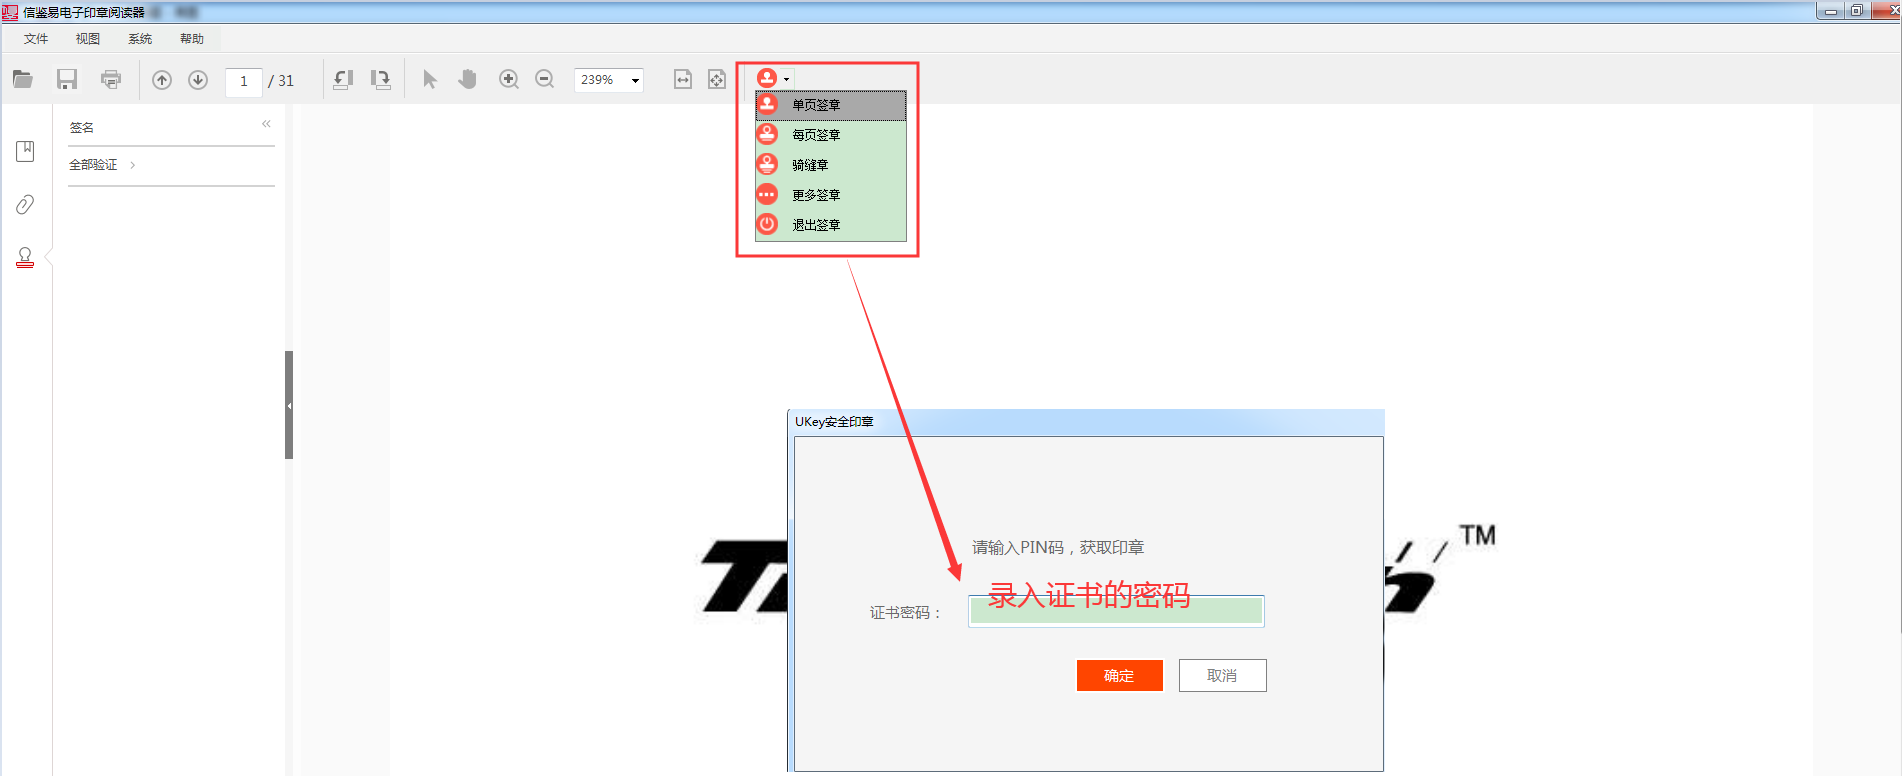 信鉴易电子印章阅读器
文件 视图 系统 帮助
1 / 31
239%
签名
全部验证
单页签章
每页签章
骑缝章
更多签章
退出签章
UKey安全印章
请输入PIN码，获取印章
录入证书的密码
证书密码：
确定 取消
TM